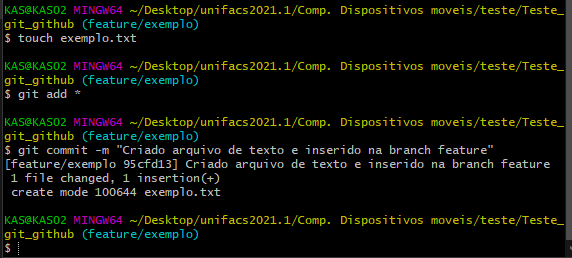 KAS@KASO2 MINGW64 ~/Desktop/unifacs2021.1/Comp. Dispositivos moveis/teste/Teste_
git_github (feature/exemplo)
$ touch exemplo.txt

KAS@KASO2 MINGW64 ~/Desktop/unifacs2021.1/Comp. Dispositivos moveis/teste/Teste_
git_github (feature/exemplo)
$ git add *

KAS@KASO2 MINGW64 ~/Desktop/unifacs2021.1/Comp. Dispositivos moveis/teste/Teste_
git_github (feature/exemplo)
$ git commit -m "Criado arquivo de texto e inserido na branch feature"
[feature/exemplo 95cfd13] Criado arquivo de texto e inserido na branch feature
 1 file changed, 1 insertion(+)
 create mode 100644 exemplo.txt

KAS@KASO2 MINGW64 ~/Desktop/unifacs2021.1/Comp. Dispositivos moveis/teste/Teste_
git_github (feature/exemplo)
$